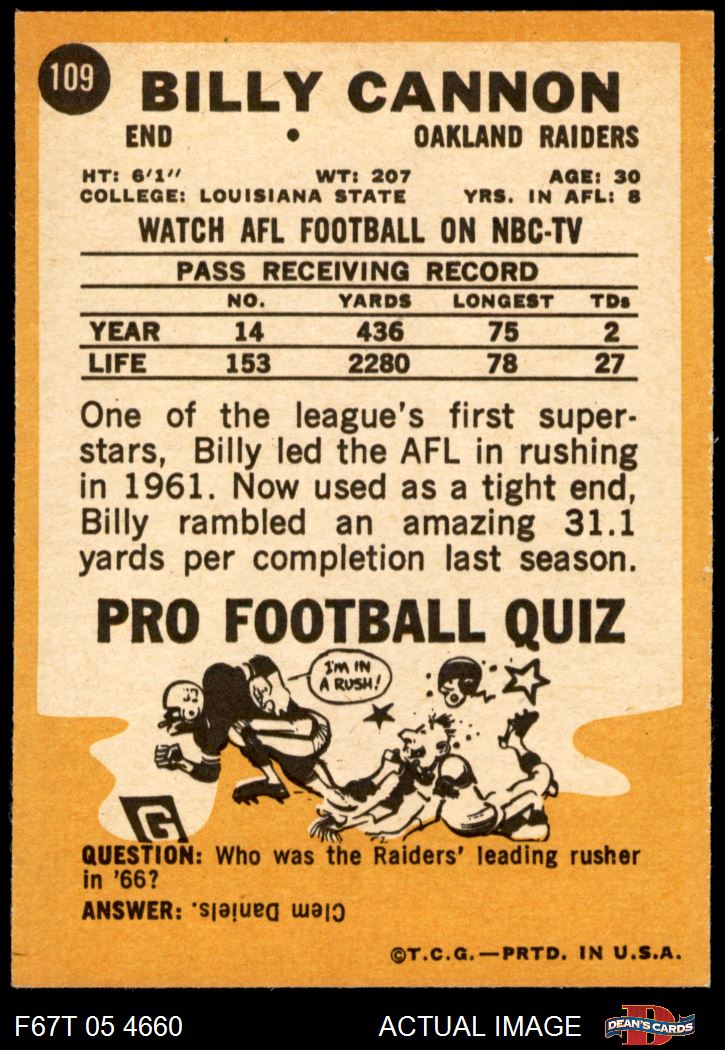 109
BILLY CANNON
END • OAKLAND RAIDERS
HT: 6'1" WT: 207 AGE: 30
COLLEGE: LOUISIANA STATE YRS. IN AFL: 8
WATCH AFL FOOTBALL ON NBC-TV
PASS RECEIVING RECORD
NO. YARDS LONGEST TDs
YEAR 14 436 75 2
LIFE 153 2280 78 27
One of the league's first super-
stars, Billy led the AFL in rushing
in 1961. Now used as a tight end,
Billy rambled an amazing 31.1
yards per completion last season.
PRO FOOTBALL QUIZ
I'M IN
A RUSH!
G
QUESTION: Who was the Raiders' leading rusher
in '66?
ANSWER: Clem Daniels.
©T.C.G.—PRTD. IN U.S.A.
F67T 05 4660 ACTUAL IMAGE
D
DEAN'S CARDS